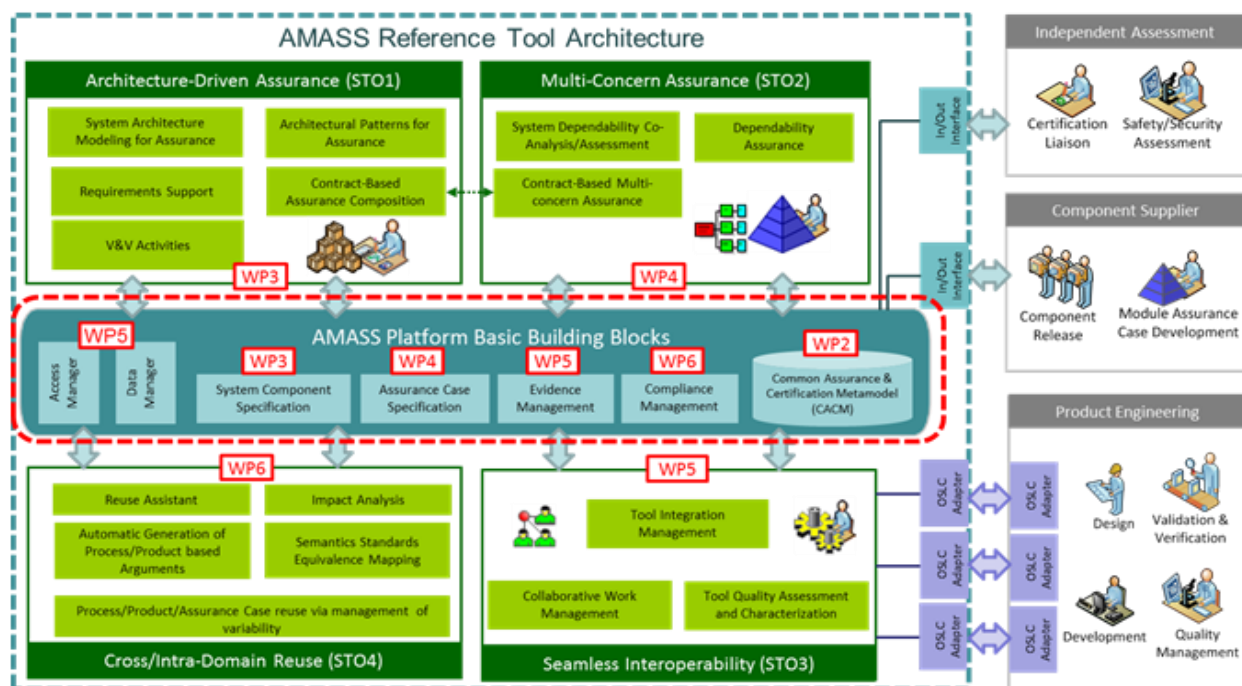 AMASS Reference Tool Architecture
Architecture-Driven Assurance (STO1)
System Architecture
Modeling for Assurance
Architectural Patterns for
Assurance
Requirements Support
Contract-Based
Assurance Composition
V&V Activities
WP3
Multi-Concern Assurance (STO2)
System Dependability Co-
Analysis/Assessment
Dependability
Assurance
Contract-Based Multi-
concern Assurance
WP4
In/Out
Interface
In/Out
Interface
AMASS Platform Basic Building Blocks
WP5
Access
Manager
Data
Manager
WP3
System Component
Specification
WP4
Assurance Case
Specification
WP5
Evidence
Management
WP6
Compliance
Management
WP2
Common Assurance &
Certification Metamodel
(CACM)
WP6
Reuse Assistant
Impact Analysis
Automatic Generation of
Process/Product based
Arguments
Semantics Standards
Equivalence Mapping
Process/Product/Assurance Case reuse via management of
variability
Cross/Intra-Domain Reuse (STO4)
WP5
Tool Integration
Management
Collaborative Work
Management
Tool Quality Assessment
and Characterization
Seamless Interoperability (STO3)
OSLC
Adapter
OSLC
Adapter
OSLC
Adapter
OSLC
Adapter
OSLC
Adapter
OSLC
Adapter
Independent Assessment
Certification
Liaison
Safety/Security
Assessment
Component Supplier
Component
Release
Module Assurance
Case Development
Product Engineering
Design
Validation &
Verification
Development
Quality
Management